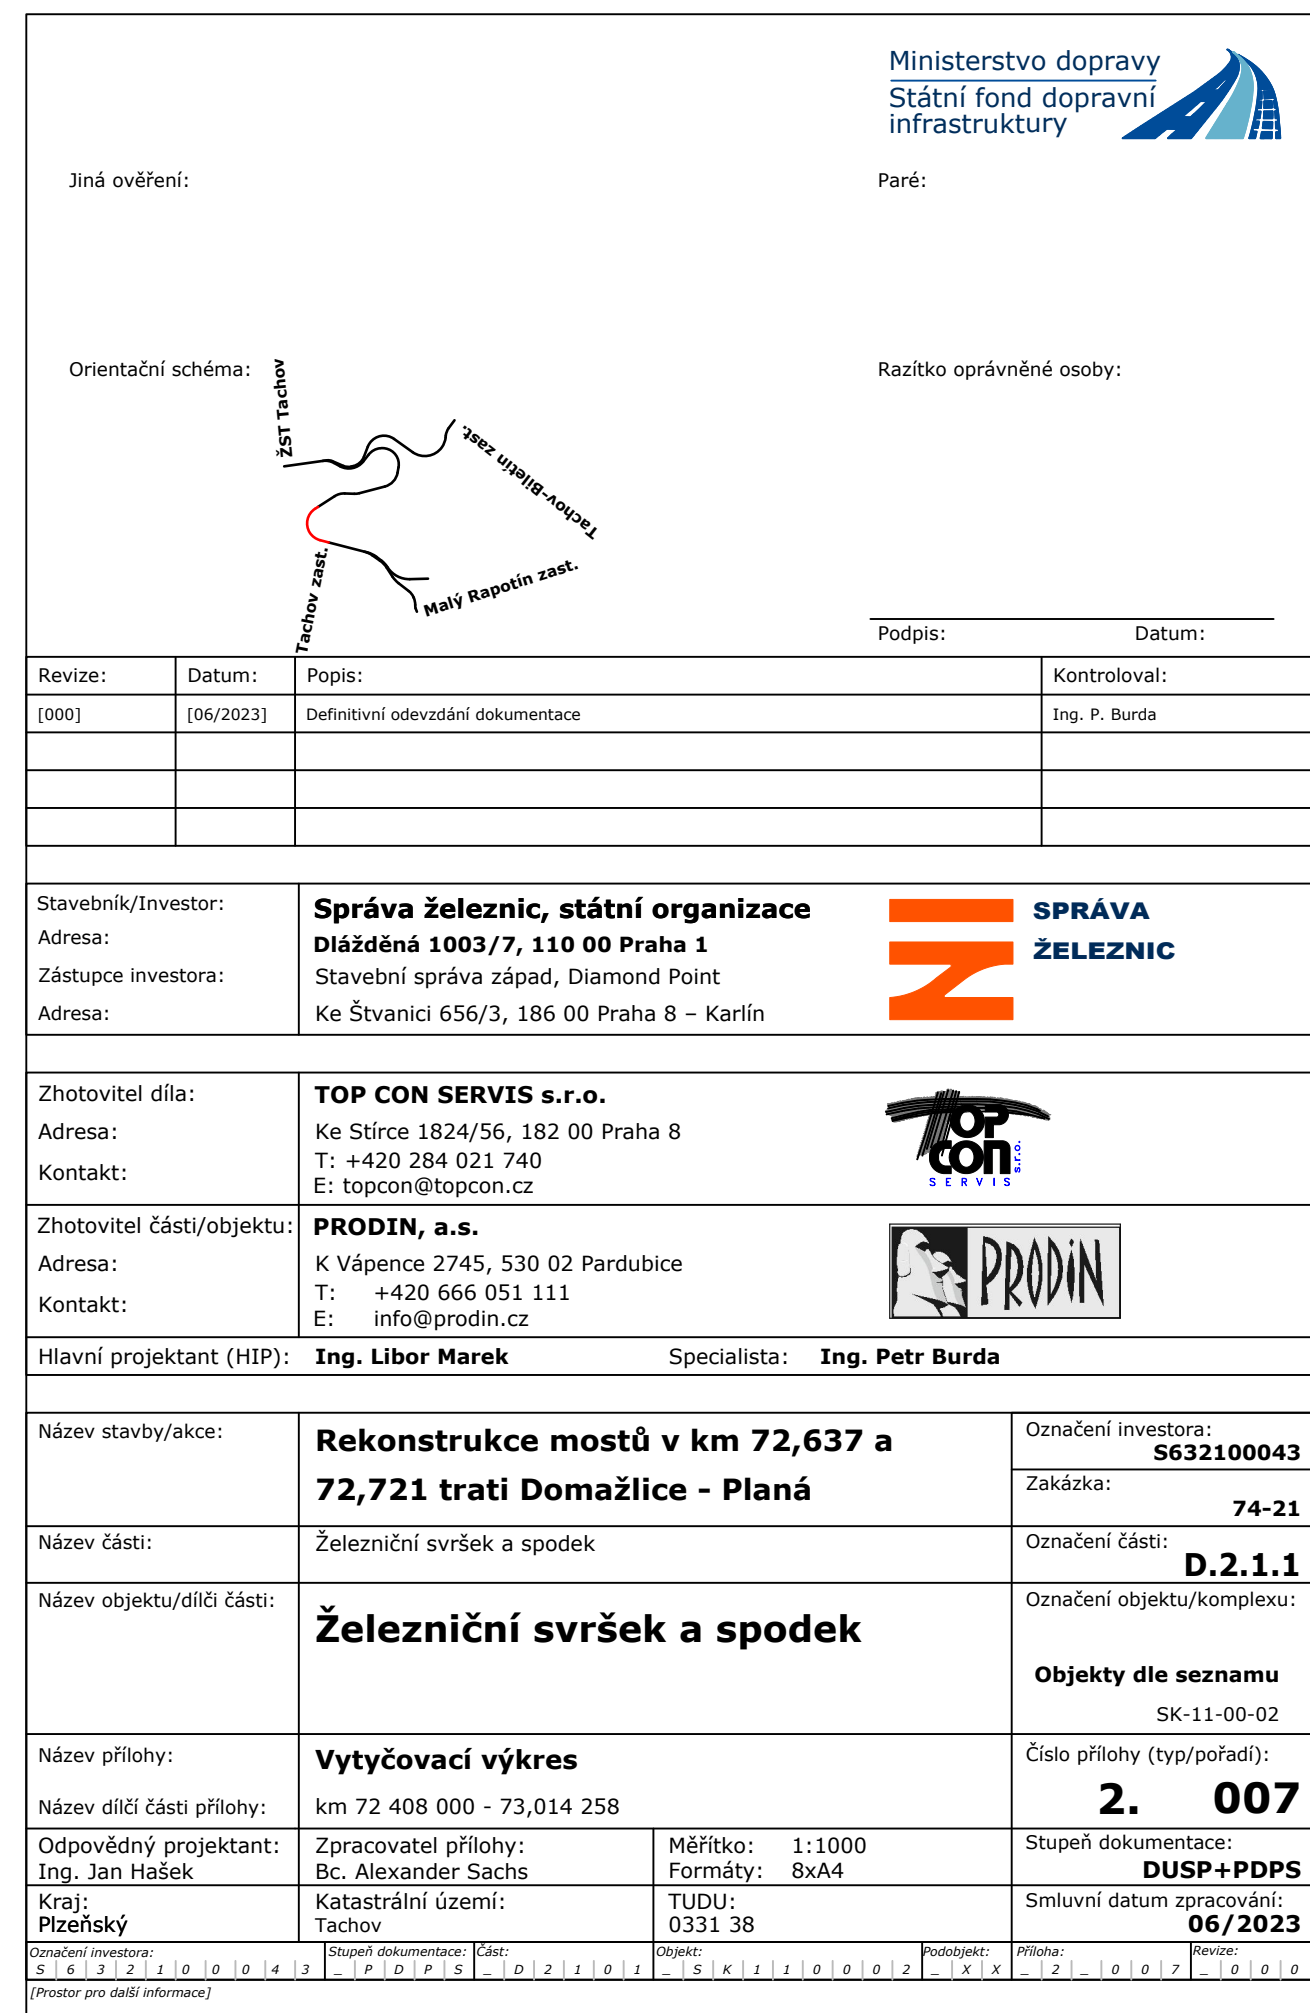 Ministerstvo dopravy
Státní fond dopravní
infrastruktury
Jiná ověření:
Paré:
Orientační schéma:
Razítko oprávněné osoby:
ŽST Tachov
Tachov-Biletín zast.
Malý Rapotín zast.
Tachov zast.
Podpis: Datum:
Revize: Datum: Popis: Kontroloval:
[000] [06/2023] Definitivní odevzdání dokumentace Ing. P. Burda
Stavebník/Investor: Správa železnic, státní organizace
Adresa: Dlážděná 1003/7, 110 00 Praha 1
Zástupce investora: Stavební správa západ, Diamond Point
Adresa: Ke Štvanici 656/3, 186 00 Praha 8 – Karlín
SPRÁVA
ŽELEZNIC
Zhotovitel díla: TOP CON SERVIS s.r.o.
Adresa: Ke Stírce 1824/56, 182 00 Praha 8
Kontakt: T: +420 284 021 740
E: topcon@topcon.cz
TOP
CON
s.r.o.
SERVIS
Zhotovitel části/objektu: PRODIN, a.s.
Adresa: K Vápence 2745, 530 02 Pardubice
Kontakt: T: +420 666 051 111
E: info@prodin.cz
PRODIN
Hlavní projektant (HIP): Ing. Libor Marek Specialista: Ing. Petr Burda
Název stavby/akce: Rekonstrukce mostů v km 72,637 a
72,721 trati Domažlice - Planá
Označení investora:
S632100043
Zakázka:
74-21
Název části: Železniční svršek a spodek
Označení části:
D.2.1.1
Název objektu/dílči části: Železniční svršek a spodek
Označení objektu/komplexu:
Objekty dle seznamu
SK-11-00-02
Název přílohy: Vytyčovací výkres
Číslo přílohy (typ/pořadí):
2. 007
Název dílčí části přílohy: km 72 408 000 - 73,014 258
Odpovědný projektant: Zpracovatel přílohy: Měřítko: 1:1000 Stupeň dokumentace:
Ing. Jan Hašek Bc. Alexander Sachs Formáty: 8xA4 DUSP+PDPS
Kraj: Katastrální území: TUDU: Smluvní datum zpracování:
Plzeňský Tachov 0331 38 06/2023
Označení investora: Stupeň dokumentace: Část: Objekt: Podobjekt: Příloha: Revize:
S 6 3 2 1 0 0 0 4 3 _ P D P S _ D 2 1 0 1 _ S K 1 1 0 0 0 2 _ X X _ 2 _ 0 0 7 _ 0 0 0
[Prostor pro další informace]